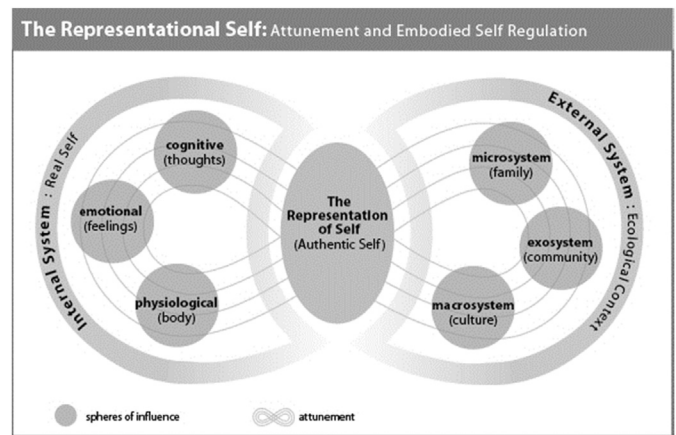 The Representational Self: Attunement and Embodied Self Regulation
Internal System : Real Self
cognitive
(thoughts)
emotional
(feelings)
physiological
(body)
The
Representation
of Self
(Authentic Self)
microsystem
(family)
exosystem
(community)
macrosystem
(culture)
External System : Ecological Context
spheres of influence
attunement